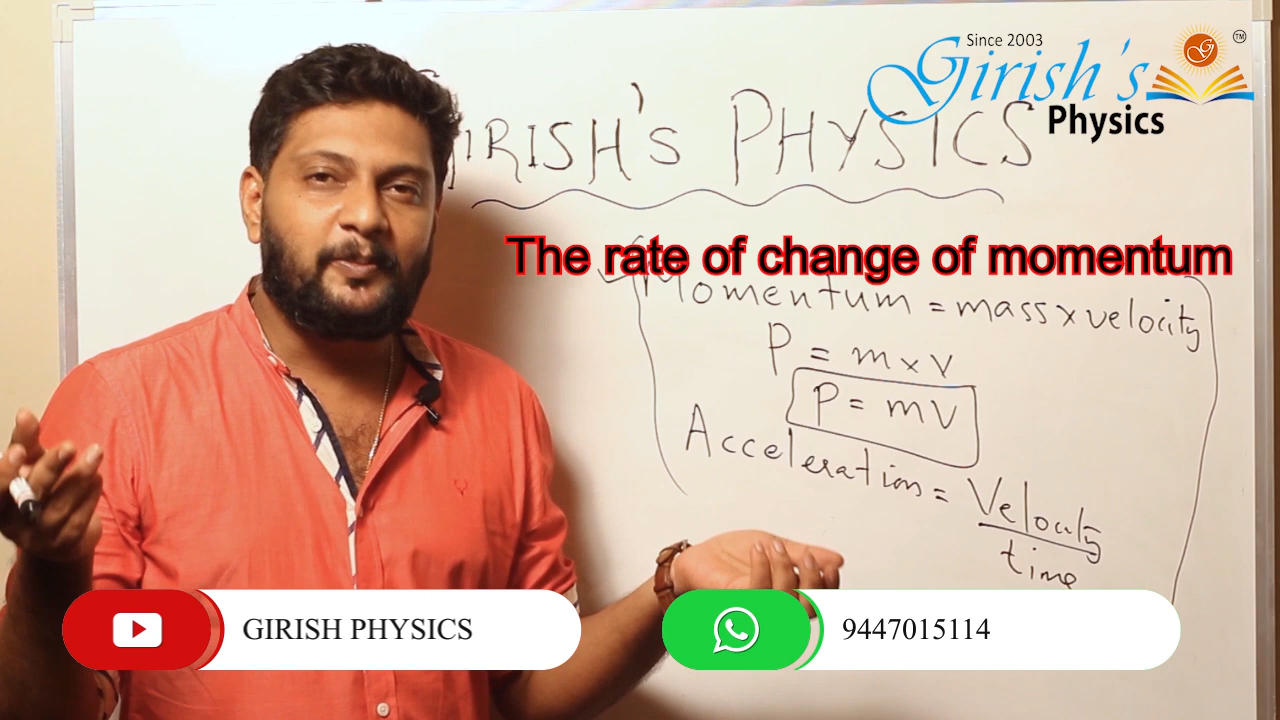 Since 2003
Girish's
TM
Physics
GIRISH's PHYSICS
The rate of change of momentum
Momentum = mass x velocity
P = m x v
P = mv
Acceleration = Velocity
time
GIRISH PHYSICS
9447015114